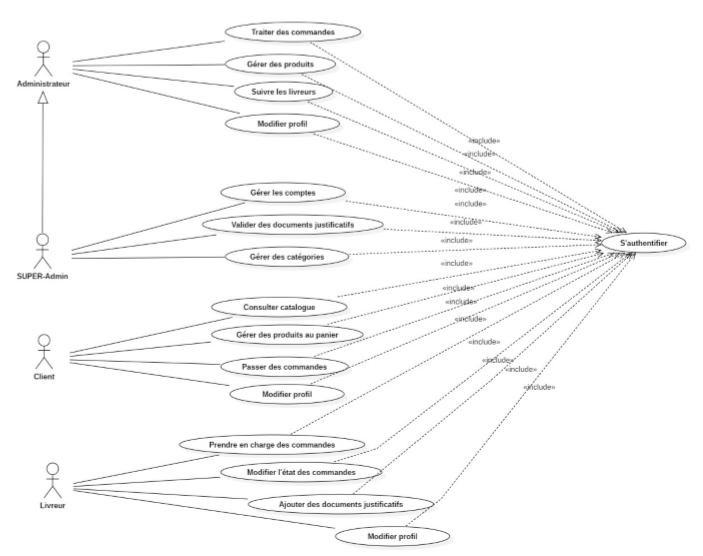 Traiter des commandes
Gérer des produits
Administrateur
Suivre les livreurs
Modifier profil
«include»
«include»
«include»
«include»
Gérer les comptes
«include»
Valider des documents justificatifs
«include»
«include»
S'authentifier
Gérer des catégories
«include»
SUPER-Admin
«include»
«include»
Consulter catalogue
«include»
Gérer des produits au panier
«include»
«include»
Passer des commandes
Client
«include»
«include»
Modifier profil
Prendre en charge des commandes
Modifier l'état des commandes
Livreur
Ajouter des documents justificatifs
Modifier profil